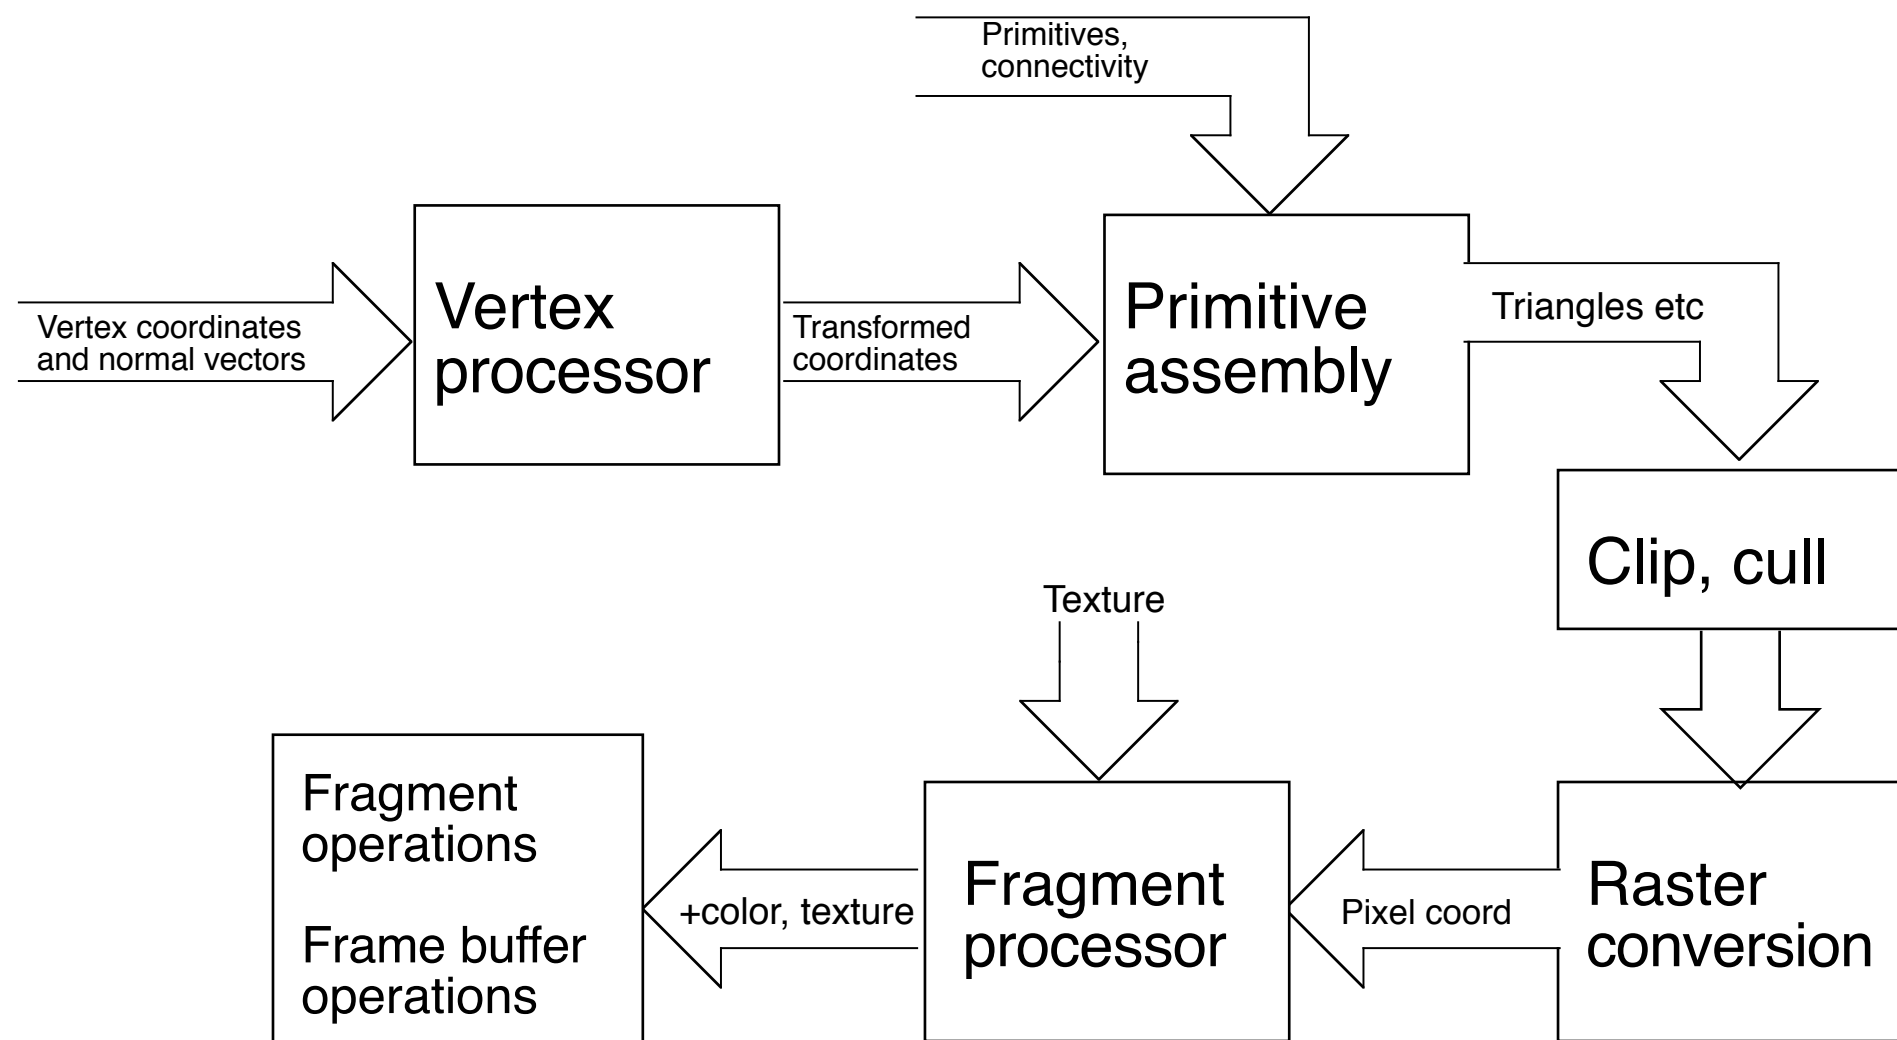 Primitives,
connectivity
Vertex coordinates
and normal vectors
Vertex
processor
Transformed
coordinates
Primitive
assembly
Triangles etc
Clip, cull
Texture
Fragment
operations
Frame buffer
operations
+color, texture
Fragment
processor
Pixel coord
Raster
conversion